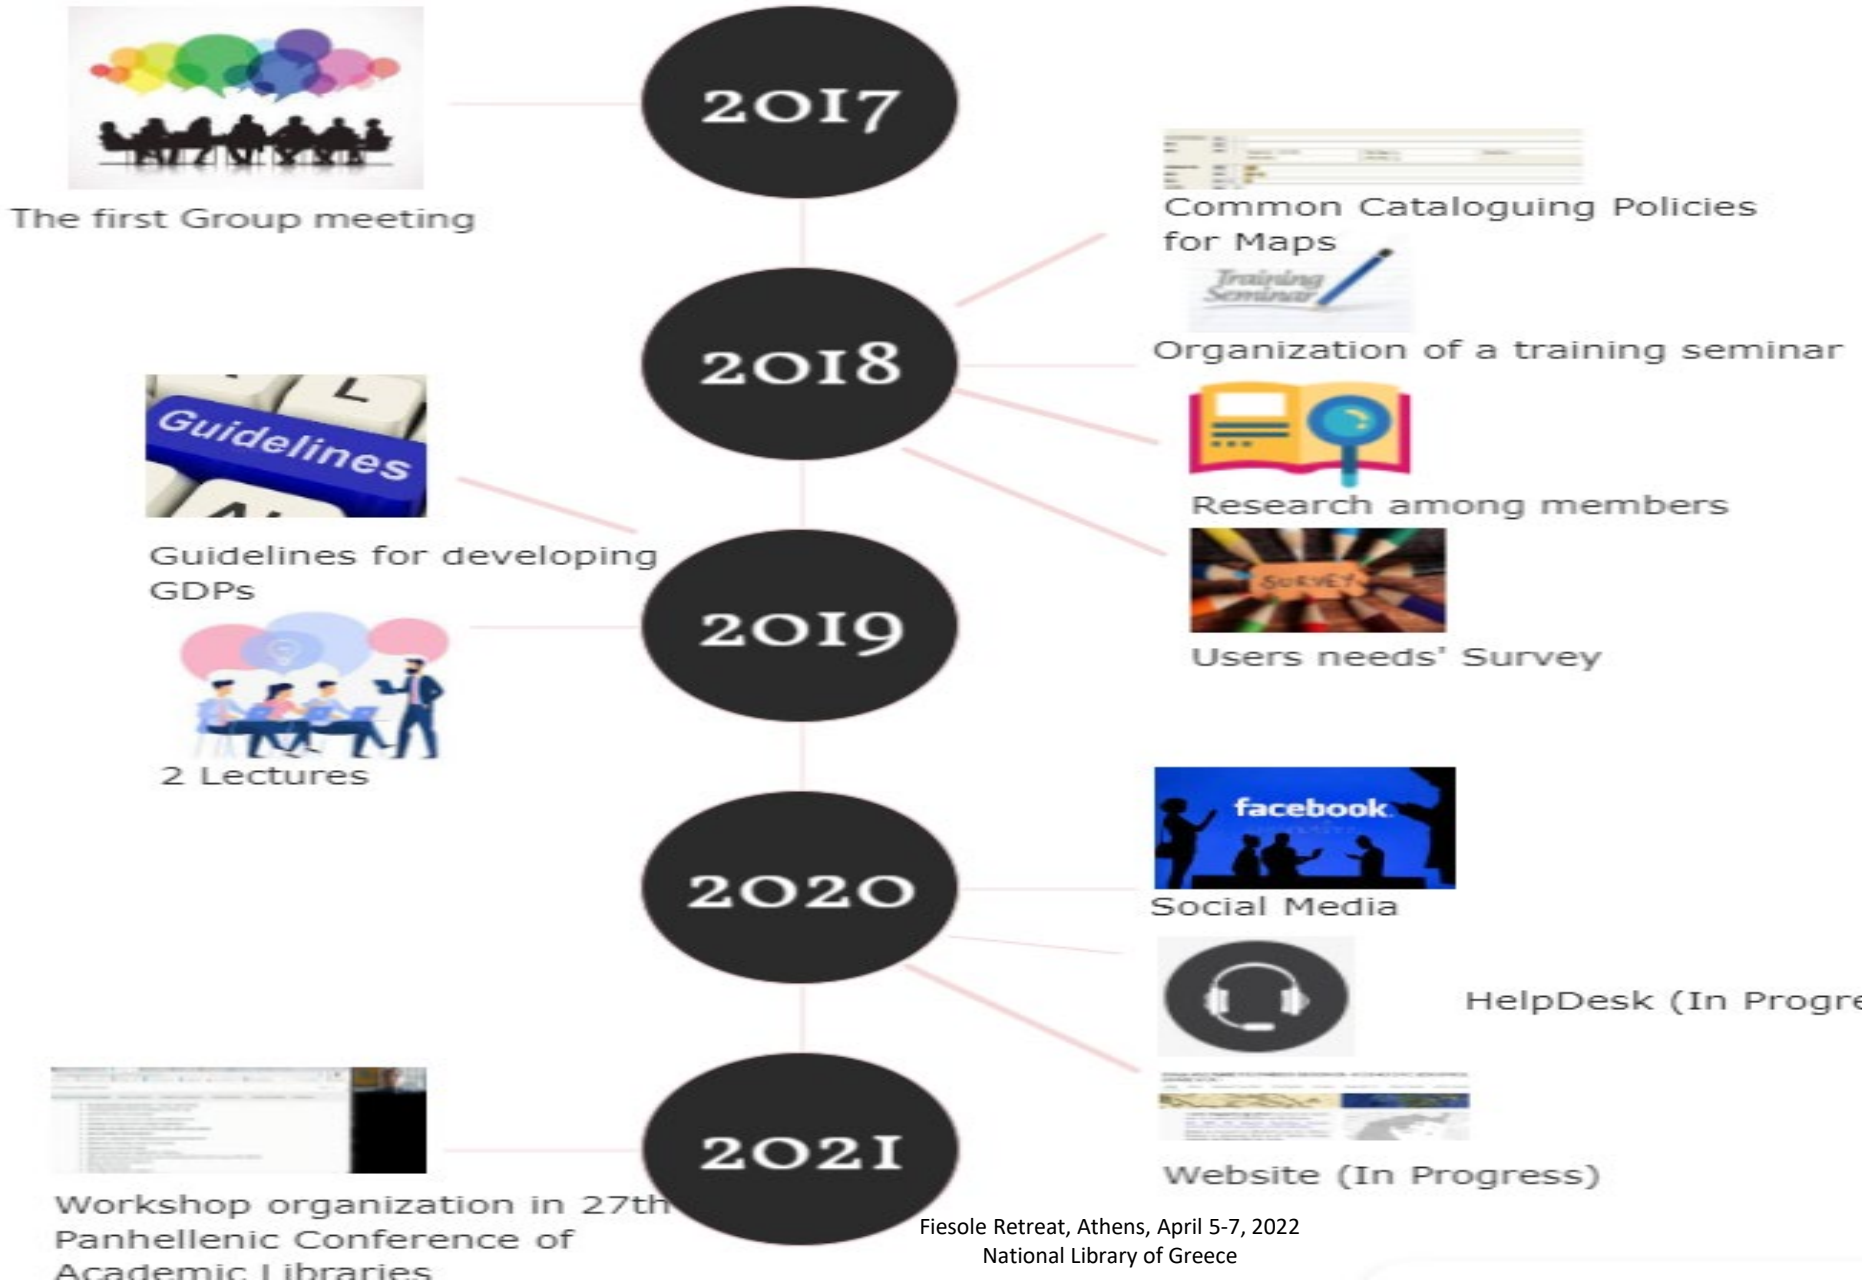 2017
The first Group meeting
Common Cataloguing Policies
for Maps
Training
Seminar
2018
Organization of a training seminar
L
Guidelines
Research among members
Guidelines for developing
GDPs
SURVEY
2019
Users needs' Survey
2 Lectures
facebook
2020
Social Media
HelpDesk (In Progre
2021
Website (In Progress)
Workshop organization in 27th
Panhellenic Conference of
Academic Libraries
Fiesole Retreat, Athens, April 5-7, 2022
National Library of Greece